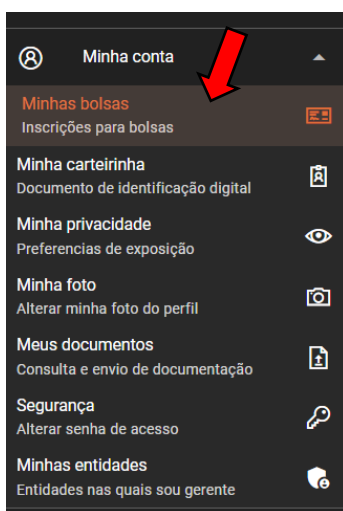 Minha conta
Minhas bolsas
Inscrições para bolsas
Minha carteirinha
Documento de identificação digital
Minha privacidade
Preferencias de exposição
Minha foto
Alterar minha foto do perfil
Meus documentos
Consulta e envio de documentação
Segurança
Alterar senha de acesso
Minhas entidades
Entidades nas quais sou gerente